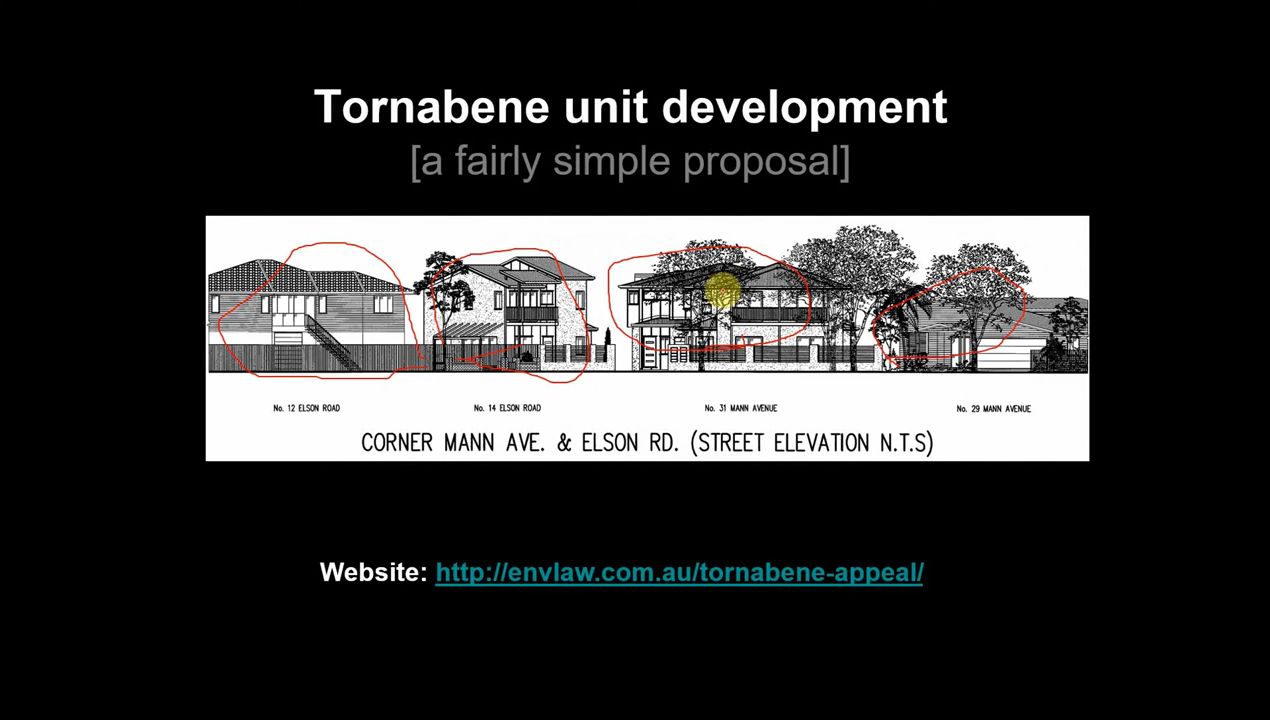 Tornabene unit development
[a fairly simple proposal]
No. 12 ELSON ROAD
No. 14 ELSON ROAD
No. 31 MANN AVENUE
No. 29 MANN AVENUE
CORNER MANN AVE. & ELSON RD. (STREET ELEVATION N.T.S)
Website: http://envlaw.com.au/tornabene-appeal/